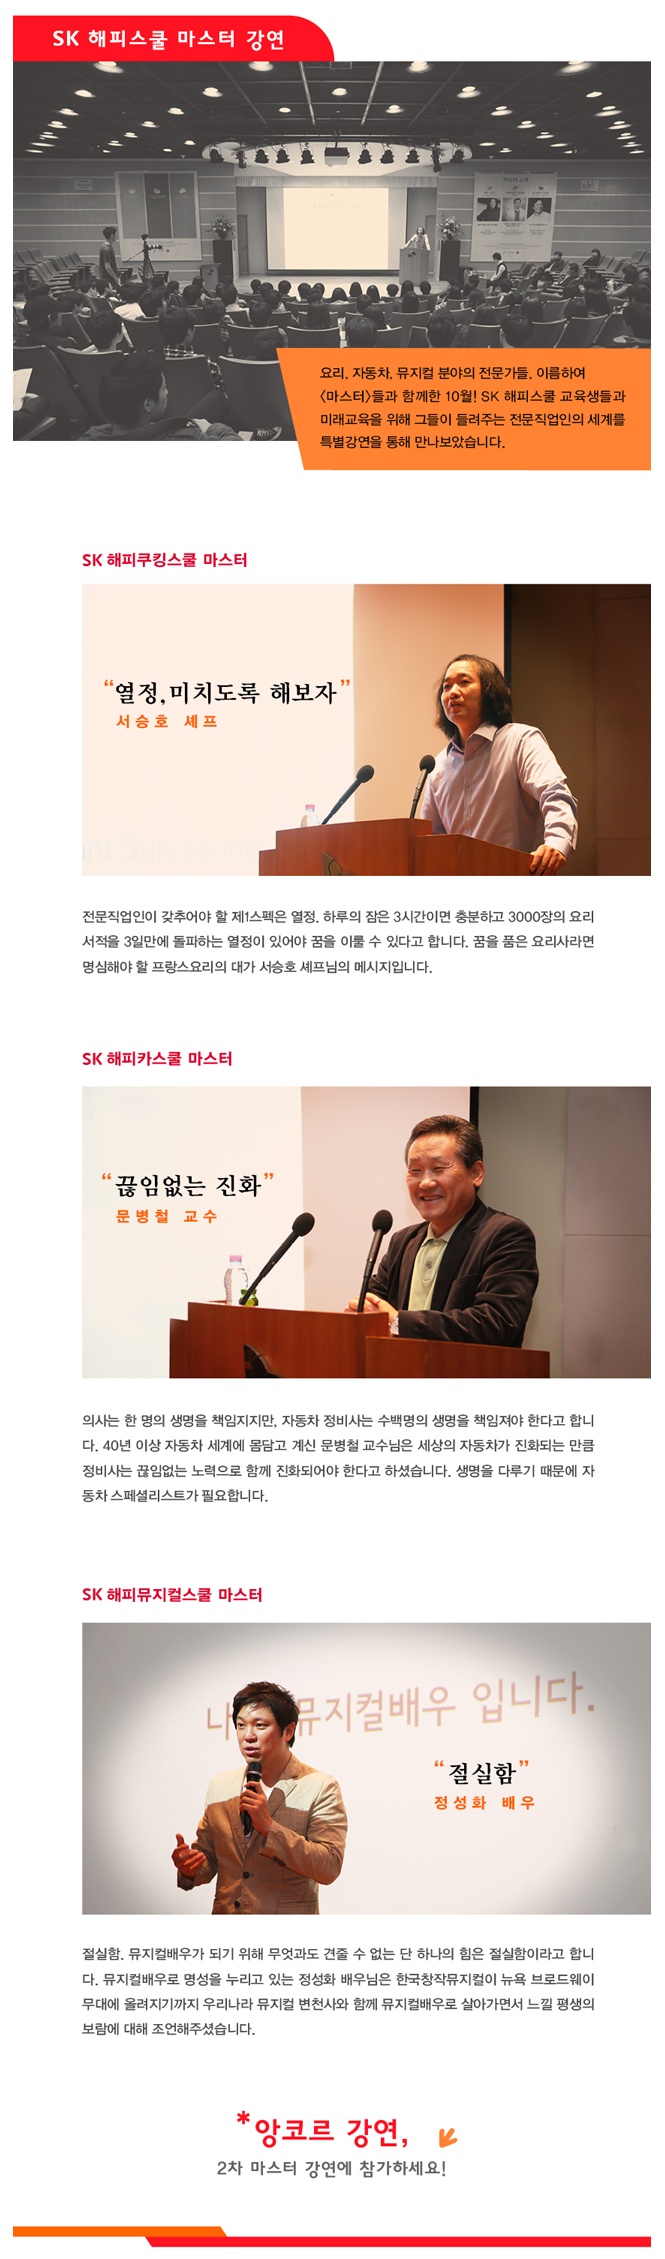 SK 해피스쿨 마스터 강연
요리, 자동차, 뮤지컬 분야의 전문가들, 이름하여
〈마스터〉들과 함께한 10월! SK 해피스쿨 교육생들과
미래교육을 위해 그들이 들려주는 전문직업인의 세계를
특별강연을 통해 만나보았습니다.
SK 해피쿠킹스쿨 마스터
“열정, 미치도록 해보자”
서승호 셰프
전문직업인이 갖추어야 할 제1스펙은 열정. 하루의 잠은 3시간이면 충분하고 3000장의 요리
서적을 3일만에 돌파하는 열정이 있어야 꿈을 이룰 수 있다고 합니다. 꿈을 품은 요리사라면
명심해야 할 프랑스요리의 대가 서승호 셰프님의 메시지입니다.
SK 해피카스쿨 마스터
“끊임없는 진화”
문병철 교수
의사는 한 명의 생명을 책임지지만, 자동차 정비사는 수백명의 생명을 책임져야 한다고 합니
다. 40년 이상 자동차 세계에 몸담고 계신 문병철 교수님은 세상의 자동차가 진화되는 만큼
정비사는 끊임없는 노력으로 함께 진화되어야 한다고 하셨습니다. 생명을 다루기 때문에 자
동차 스페셜리스트가 필요합니다.
SK 해피뮤지컬스쿨 마스터
나 뮤지컬배우 입니다.
“절실함”
정성화 배우
절실함. 뮤지컬배우가 되기 위해 무엇과도 견줄 수 없는 단 하나의 힘은 절실함이라고 합니
다. 뮤지컬배우로 명성을 누리고 있는 정성화 배우님은 한국창작뮤지컬이 뉴욕 브로드웨이
무대에 올려지기까지 우리나라 뮤지컬 변천사와 함께 뮤지컬배우로 살아가면서 느낄 평생의
보람에 대해 조언해주셨습니다.
*앙코르 강연,
2차 마스터 강연에 참가하세요!